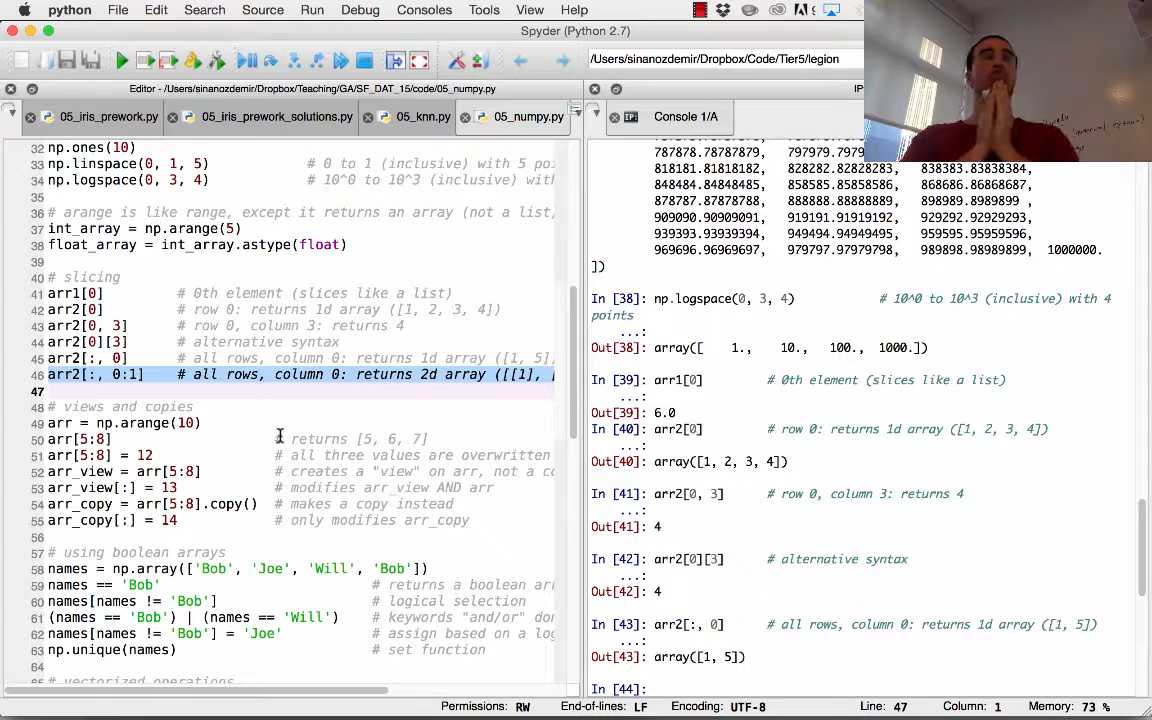 python File Edit Search Source Run Debug Consoles Tools View Help
Spyder (Python 2.7)
/Users/sinanozdemir/Dropbox/Code/Tier5/legion
Editor - /Users/sinanozdemir/Dropbox/Teaching/GA/SF_DAT_15/code/05_numpy.py
IP
05_iris_prework.py 05_iris_prework_solutions.py 05_knn.py 05_numpy.py
Console 1/A
32 np.ones(10)
33 np.linspace(0, 1, 5) # 0 to 1 (inclusive) with 5 poi
34 np.logspace(0, 3, 4) # 10^0 to 10^3 (inclusive) with
35
36 # arange is like range, except it returns an array (not a list,
37 int_array = np.arange(5)
38 float_array = int_array.astype(float)
39
40 # slicing
41 arr1[0] # 0th element (slices like a list)
42 arr2[0] # row 0: returns 1d array ([1, 2, 3, 4])
43 arr2[0, 3] # row 0, column 3: returns 4
44 arr2[0][3] # alternative syntax
45 arr2[:, 0] # all rows, column 0: returns 1d array ([1, 5]
46 arr2[:, 0:1] # all rows, column 0: returns 2d array ([[1], [
47
48 # views and copies
49 arr = np.arange(10)
50 arr[5:8] # returns [5, 6, 7]
51 arr[5:8] = 12 # all three values are overwritten
52 arr_view = arr[5:8] # creates a "view" on arr, not a co
53 arr_view[:] = 13 # modifies arr_view AND arr
54 arr_copy = arr[5:8].copy() # makes a copy instead
55 arr_copy[:] = 14 # only modifies arr_copy
56
57 # using boolean arrays
58 names = np.array(['Bob', 'Joe', 'Will', 'Bob'])
59 names == 'Bob' # returns a boolean arr
60 names[names != 'Bob'] # logical selection
61 (names == 'Bob') | (names == 'Will') # keywords "and/or" don
62 names[names != 'Bob'] = 'Joe' # assign based on a log
63 np.unique(names) # set function
64
# vectorized operations
787878.78787879, 797979.7979
818181.81818182, 828282.82828283, 838383.83838384,
848484.84848485, 858585.85858586, 868686.86868687,
878787.87878788, 888888.88888889, 898989.8989899 ,
909090.90909091, 919191.91919192, 929292.92929293,
939393.93939394, 949494.94949495, 959595.95959596,
969696.96969697, 979797.97979798, 989898.98989899, 1000000.
])
In [38]: np.logspace(0, 3, 4) # 10^0 to 10^3 (inclusive) with 4
points
...:
Out[38]: array([ 1., 10., 100., 1000.])
In [39]: arr1[0] # 0th element (slices like a list)
...:
Out[39]: 6.0
In [40]: arr2[0] # row 0: returns 1d array ([1, 2, 3, 4])
...:
Out[40]: array([1, 2, 3, 4])
In [41]: arr2[0, 3] # row 0, column 3: returns 4
...:
Out[41]: 4
In [42]: arr2[0][3] # alternative syntax
...:
Out[42]: 4
In [43]: arr2[:, 0] # all rows, column 0: returns 1d array ([1, 5])
...:
Out[43]: array([1, 5])
In [44]:
Permissions: RW End-of-lines: LF Encoding: UTF-8 Line: 47 Column: 1 Memory: 73 %